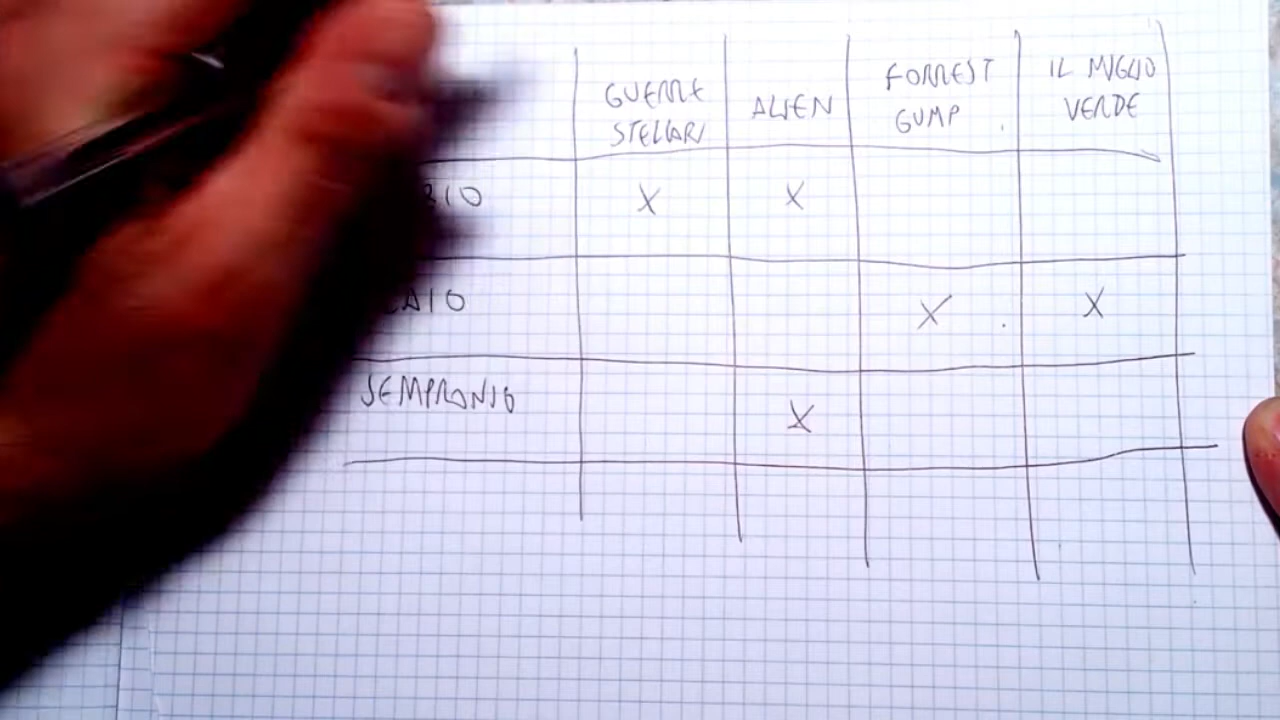 GUERRE
STELLARI
ALIEN
FORREST
GUMP
IL MIGLIO
VERDE
X X
CAIO X X
SEMPRONIO X